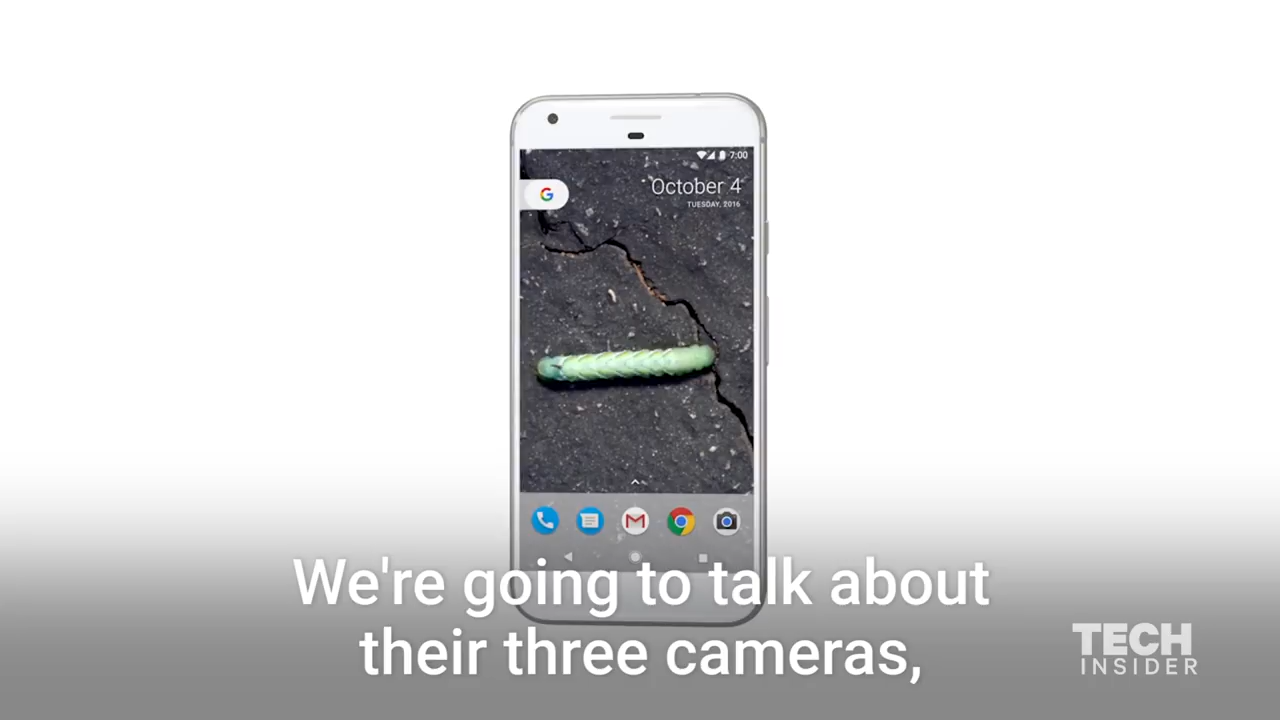 7:00
October 4
TUESDAY, 2016
G
We're going to talk about
their three cameras,
TECH
INSIDER